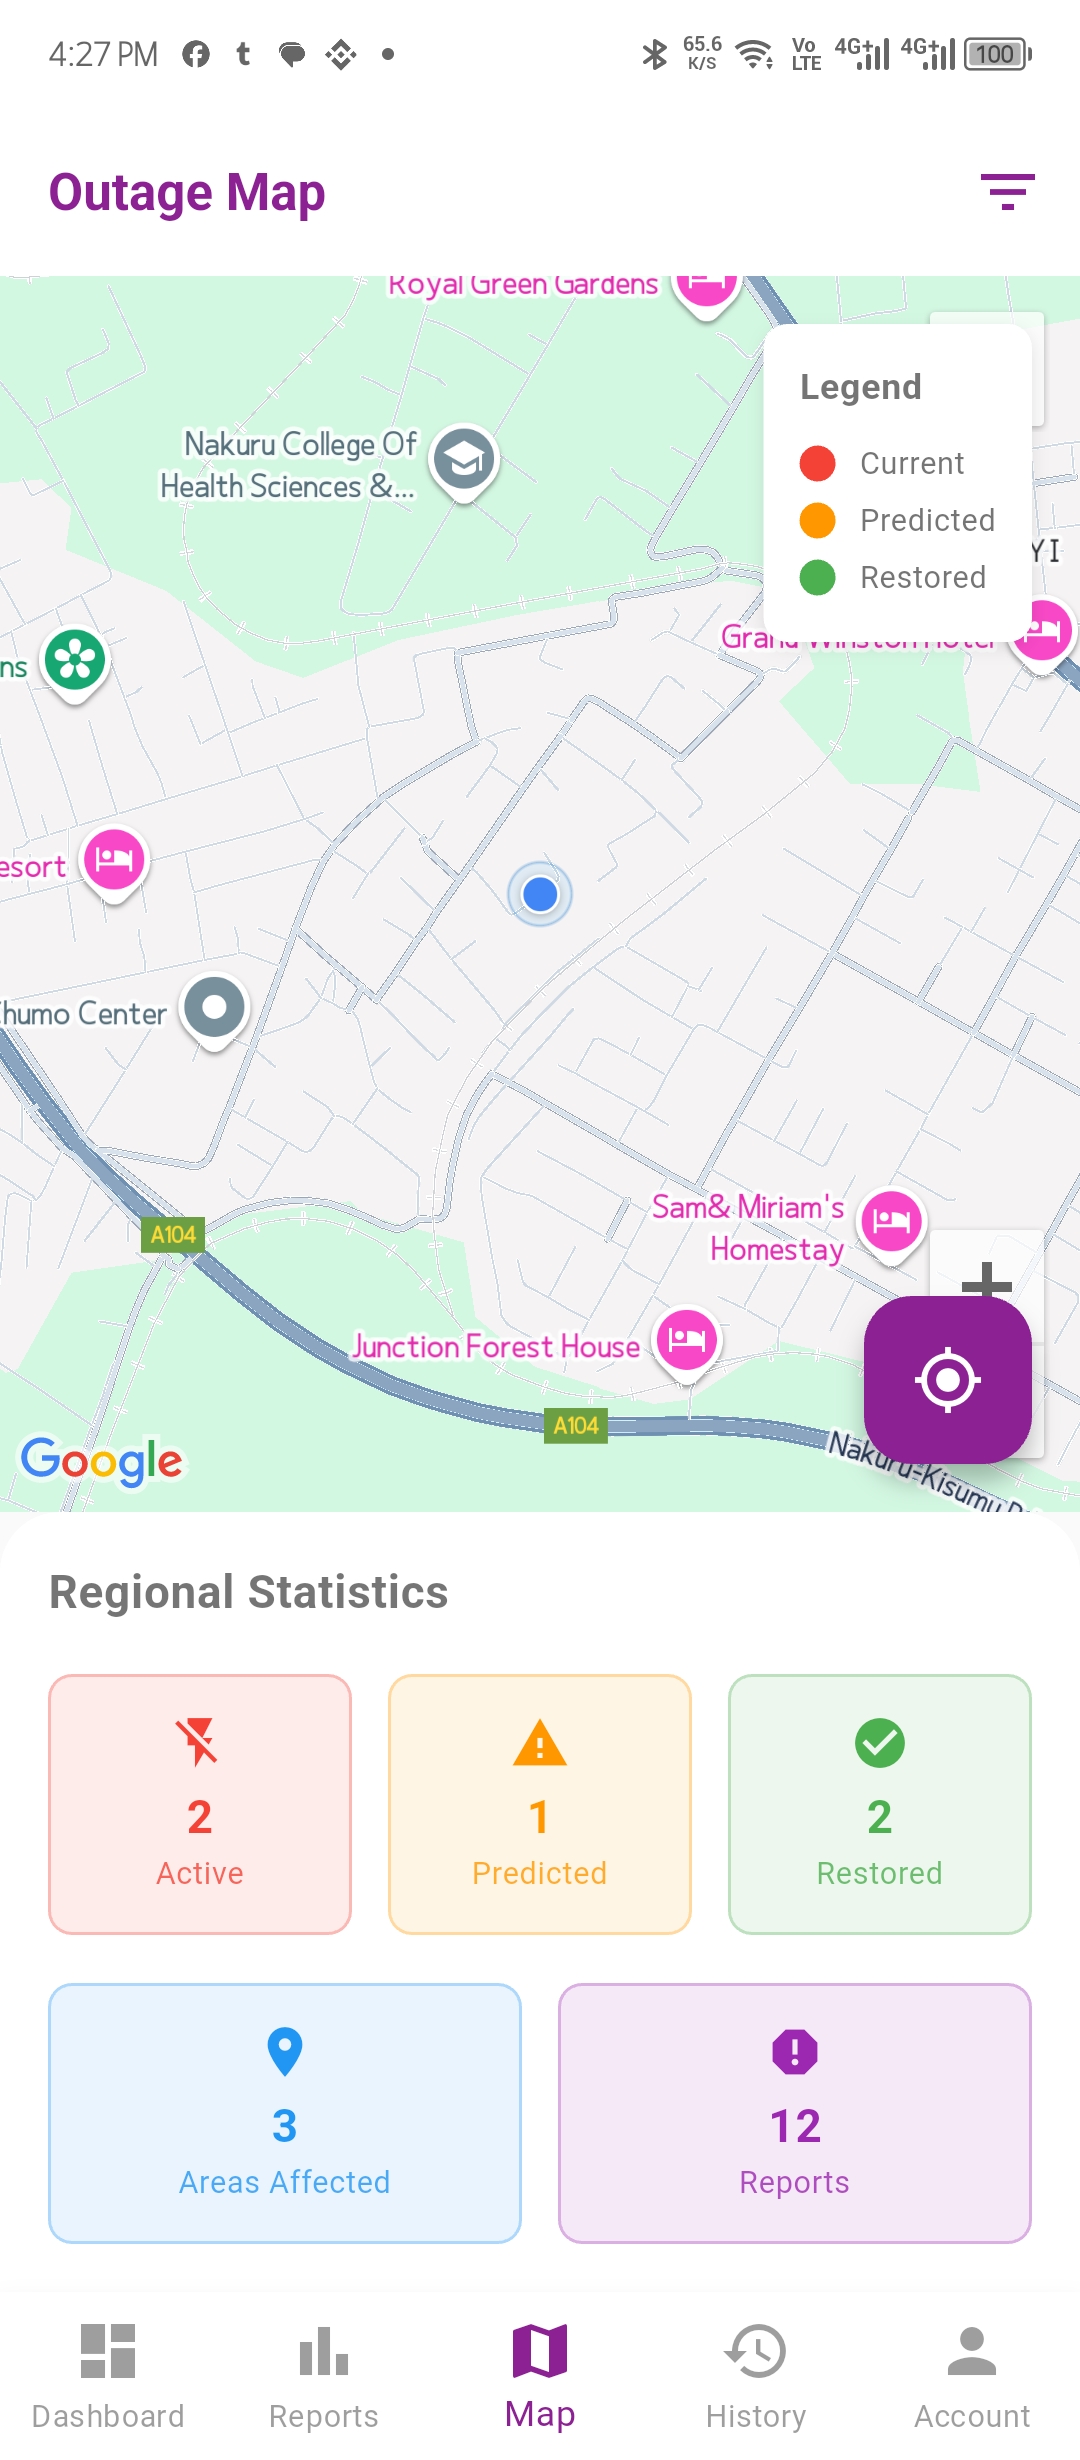 4:27 PM
65.6
K/S
Vo
LTE
4G+
4G+
100
Outage Map
Royal Green Gardens
Legend
Current
Predicted
Restored
Nakuru College Of
Health Sciences &...
YI
Grand Winston Hotel
ns
esort
humo Center
A104
Sam& Miriam's
Homestay
Junction Forest House
A104
Nakuru-Kisumu
Google
Regional Statistics
2
Active
1
Predicted
2
Restored
3
Areas Affected
12
Reports
Dashboard
Reports
Map
History
Account